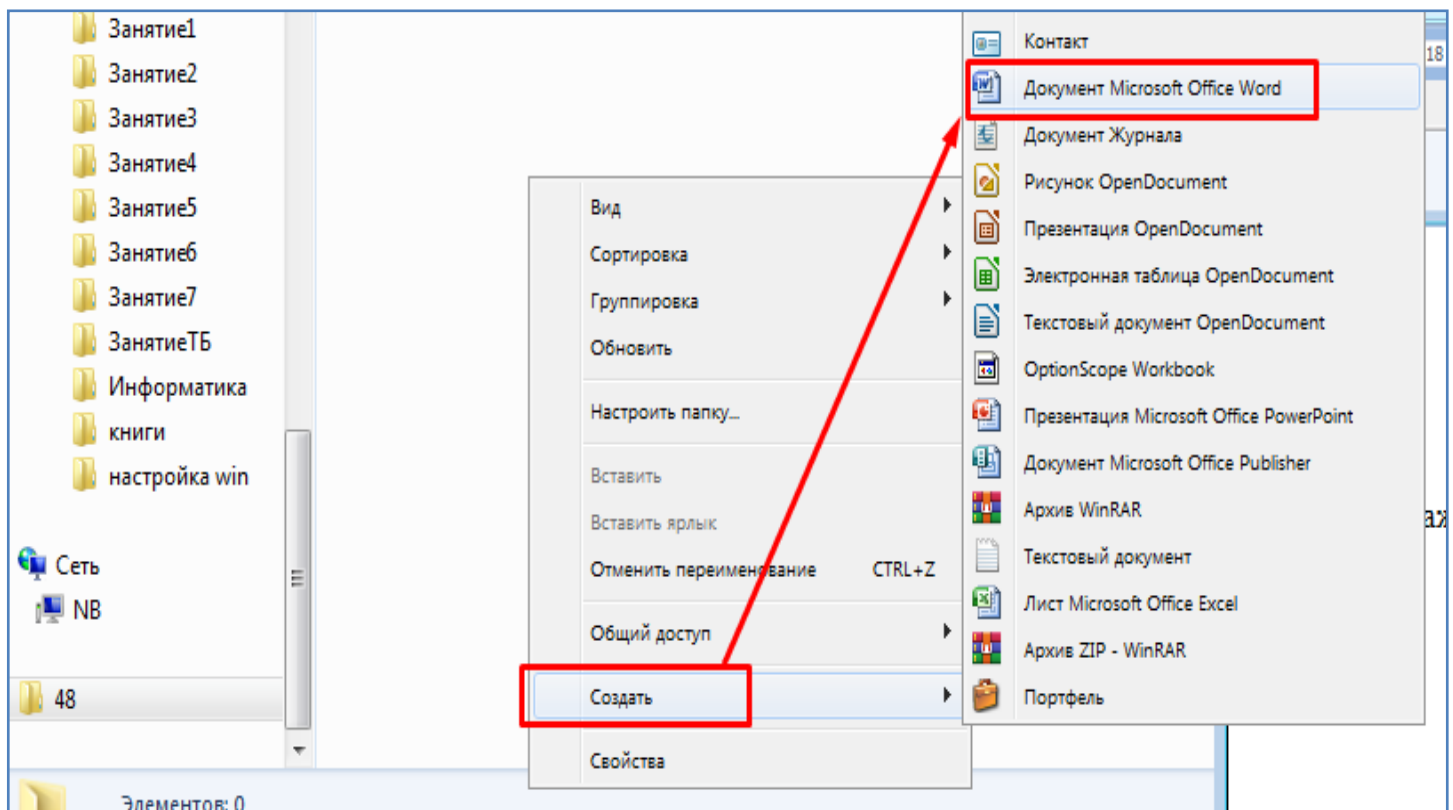 Занятие1
Занятие2
Занятие3
Занятие4
Занятие5
Занятие6
Занятие7
ЗанятиеТБ
Информатика
книги
настройка win
Сеть
NB
48
Элементов: 0
Вид
Сортировка
Группировка
Обновить
Настроить папку...
Вставить
Вставить ярлык
Отменить переименование CTRL+Z
Общий доступ
Создать
Свойства
Контакт
Документ Microsoft Office Word
Документ Журнала
Рисунок OpenDocument
Презентация OpenDocument
Электронная таблица OpenDocument
Текстовый документ OpenDocument
OptionScope Workbook
Презентация Microsoft Office PowerPoint
Документ Microsoft Office Publisher
Архив WinRAR
Текстовый документ
Лист Microsoft Office Excel
Архив ZIP - WinRAR
Портфель
18